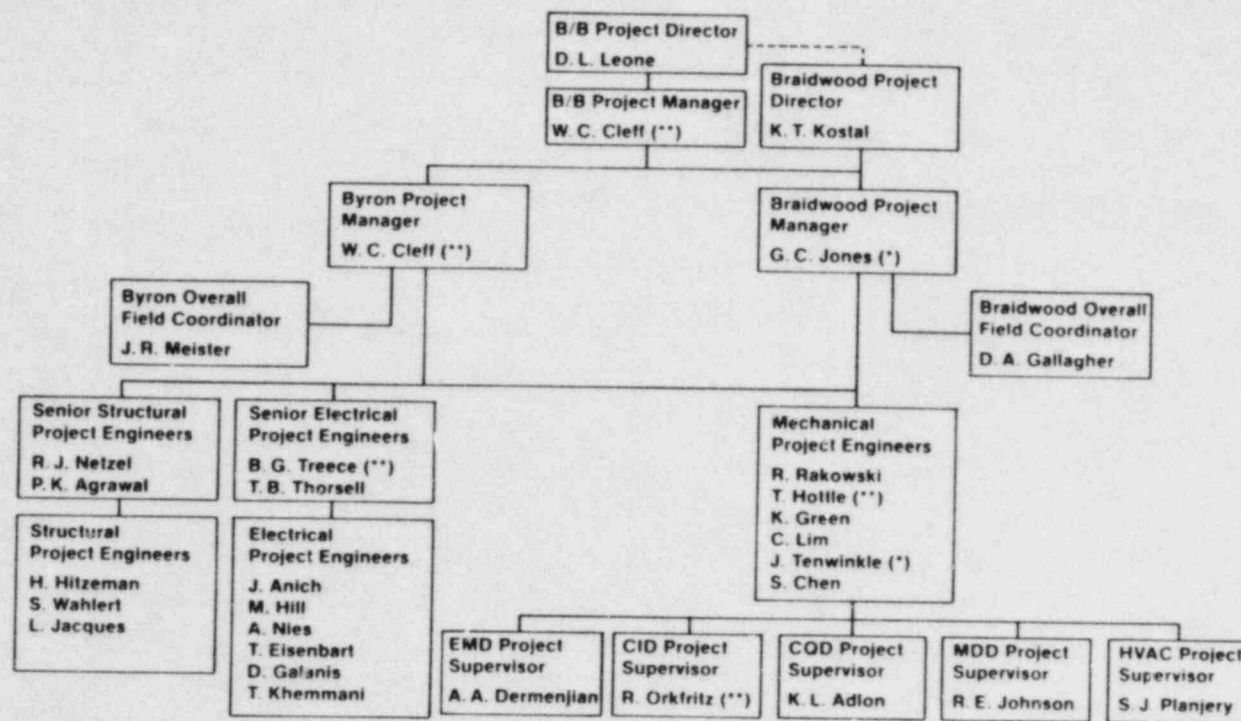 B/B Project Director
D. L. Leone
B/B Project Manager
W. C. Cleff (**)
Braidwood Project
Director
K. T. Kostal
Byron Project
Manager
W. C. Cleff (**)
Braidwood Project
Manager
G. C. Jones (*)
Byron Overall
Field Coordinator
J. R. Meister
Braidwood Overall
Field Coordinator
D. A. Gallagher
Senior Structural
Project Engineers
R. J. Netzel
P. K. Agrawal
Senior Electrical
Project Engineers
B. G. Treece (**)
T. B. Thorsell
Mechanical
Project Engineers
R. Rakowski
T. Hottle (**)
K. Green
C. Lim
J. Tenwinkle (*)
S. Chen
Structural
Project Engineers
H. Hitzeman
S. Wahlert
L. Jacques
Electrical
Project Engineers
J. Anich
M. Hill
A. Nies
T. Eisenbart
D. Galanis
T. Khemmani
EMD Project
Supervisor
A. A. Dermenjian
CID Project
Supervisor
R. Orkfritz (**)
CQD Project
Supervisor
K. L. Adlon
MDD Project
Supervisor
R. E. Johnson
HVAC Project
Supervisor
S. J. Planjery